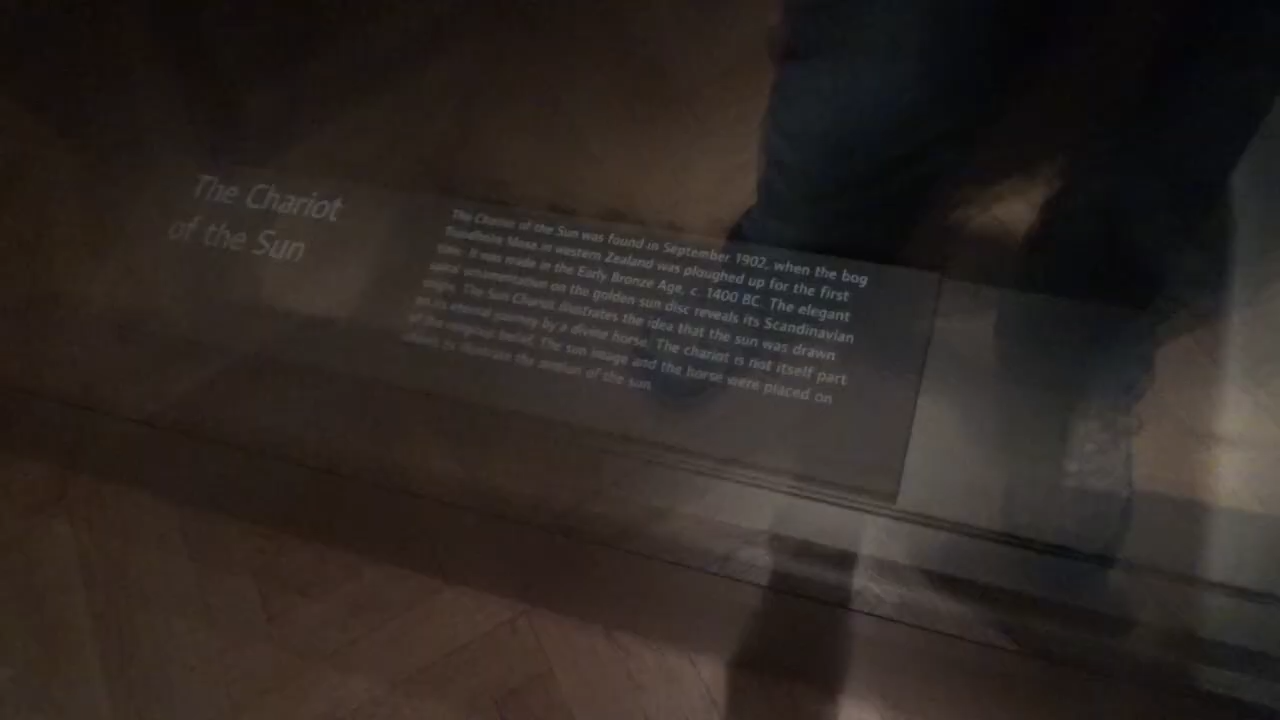 The Chariot
of the Sun
The Chariot of the Sun was found in September 1902, when the bog
Trundholm Mose in western Zealand was ploughed up for the first
time. It was made in the Early Bronze Age, c. 1400 BC. The elegant
spiral ornamentation on the golden sun disc reveals its Scandinavian
origin. The Sun Chariot illustrates the idea that the sun was drawn
on its eternal journey by a divine horse. The chariot is not itself part
of the religious belief. The sun image and the horse were placed on
wheels to illustrate the motion of the sun.